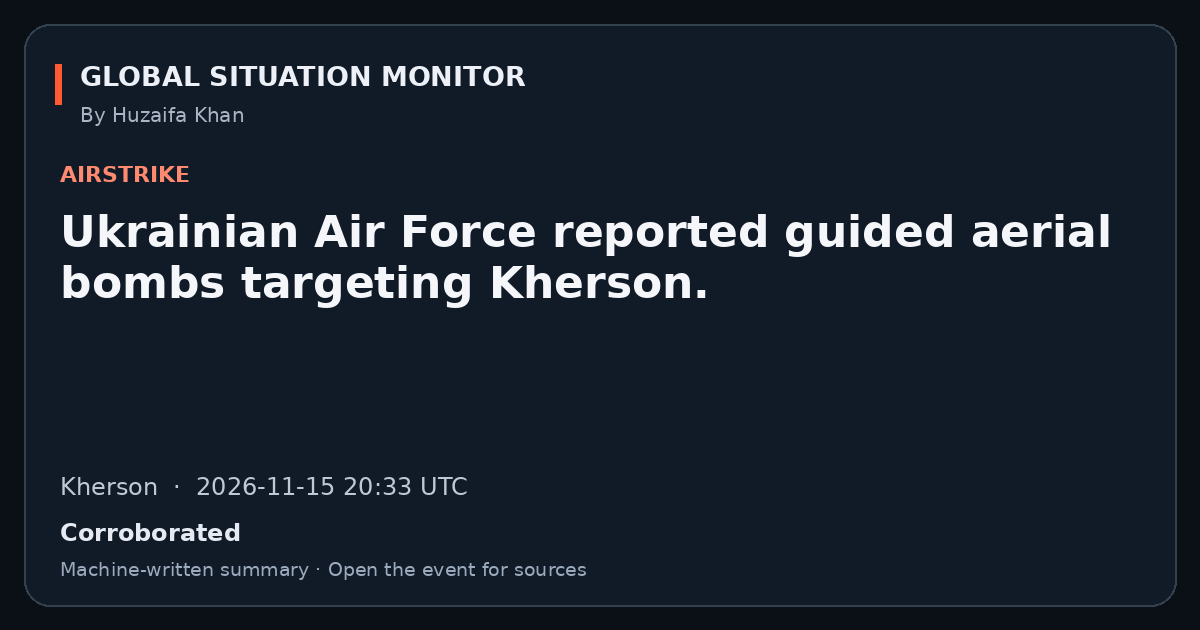 GLOBAL SITUATION MONITOR
By Huzaifa Khan
AIRSTRIKE
Ukrainian Air Force reported guided aerial
bombs targeting Kherson.
Kherson · 2026-11-15 20:33 UTC
Corroborated
Machine-written summary · Open the event for sources